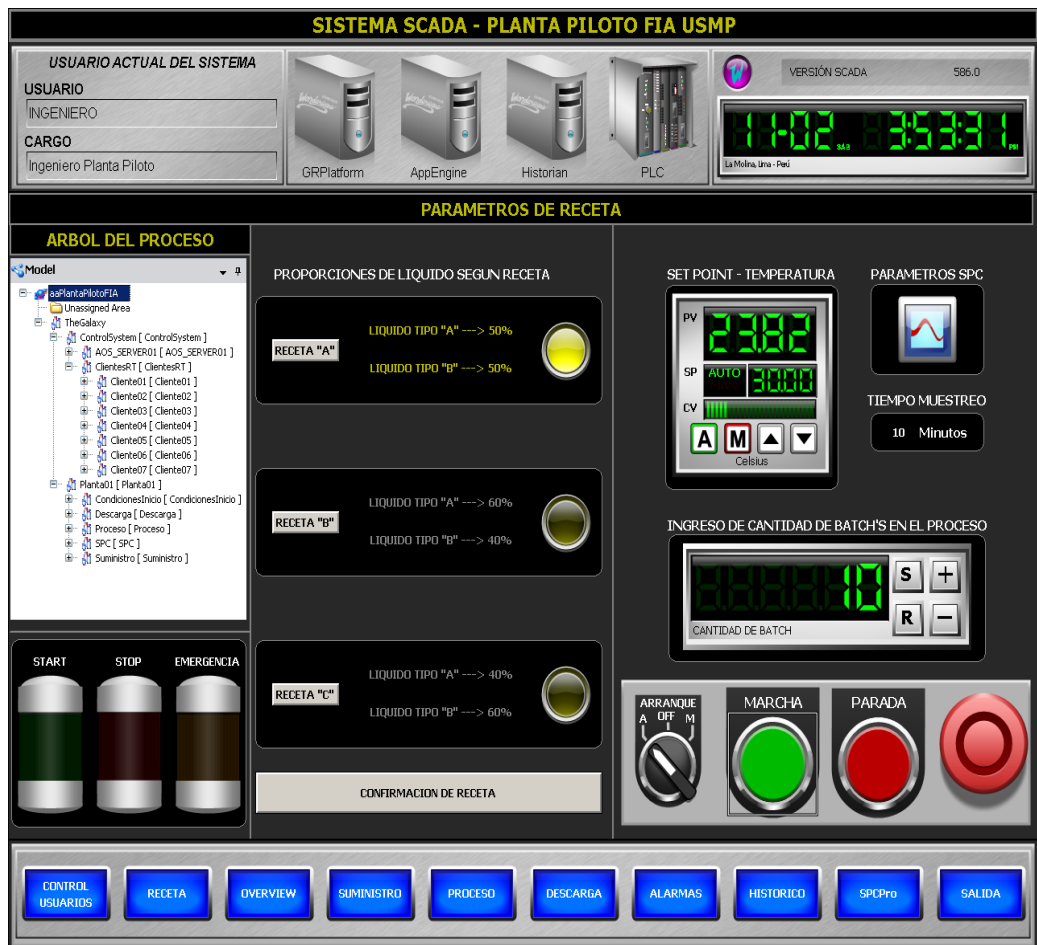 SISTEMA SCADA - PLANTA PILOTO FIA USMP
USUARIO ACTUAL DEL SISTEMA
USUARIO
INGENIERO
CARGO
Ingeniero Planta Piloto
GRPlatform
AppEngine
Historian
PLC
VERSIÓN SCADA 586.0
11-02 SÁB 3:53:31 PM
La Molina, Lima - Perú
PARAMETROS DE RECETA
ARBOL DEL PROCESO
Model
aaPlantaPilotoFIA
Unassigned Area
TheGalaxy
ControlSystem [ ControlSystem ]
AOS_SERVER01 [ AOS_SERVER01 ]
ClientesRT [ ClientesRT ]
Cliente01 [ Cliente01 ]
Cliente02 [ Cliente02 ]
Cliente03 [ Cliente03 ]
Cliente04 [ Cliente04 ]
Cliente05 [ Cliente05 ]
Cliente06 [ Cliente06 ]
Cliente07 [ Cliente07 ]
Planta01 [ Planta01 ]
CondicionesInicio [ CondicionesInicio ]
Descarga [ Descarga ]
Proceso [ Proceso ]
SPC [ SPC ]
Suministro [ Suministro ]
START STOP EMERGENCIA
PROPORCIONES DE LIQUIDO SEGUN RECETA
RECETA "A"
LIQUIDO TIPO "A" ---> 50%
LIQUIDO TIPO "B" ---> 50%
RECETA "B"
LIQUIDO TIPO "A" ---> 60%
LIQUIDO TIPO "B" ---> 40%
RECETA "C"
LIQUIDO TIPO "A" ---> 40%
LIQUIDO TIPO "B" ---> 60%
CONFIRMACION DE RECETA
SET POINT - TEMPERATURA
PV 23.82
SP AUTO 30.00
CV
A M
Celsius
PARAMETROS SPC
TIEMPO MUESTREO
10 Minutos
INGRESO DE CANTIDAD DE BATCH'S EN EL PROCESO
10
S +
R -
CANTIDAD DE BATCH
ARRANQUE
A OFF M
MARCHA
PARADA
CONTROL
USUARIOS
RECETA
OVERVIEW
SUMINISTRO
PROCESO
DESCARGA
ALARMAS
HISTORICO
SPCPro
SALIDA